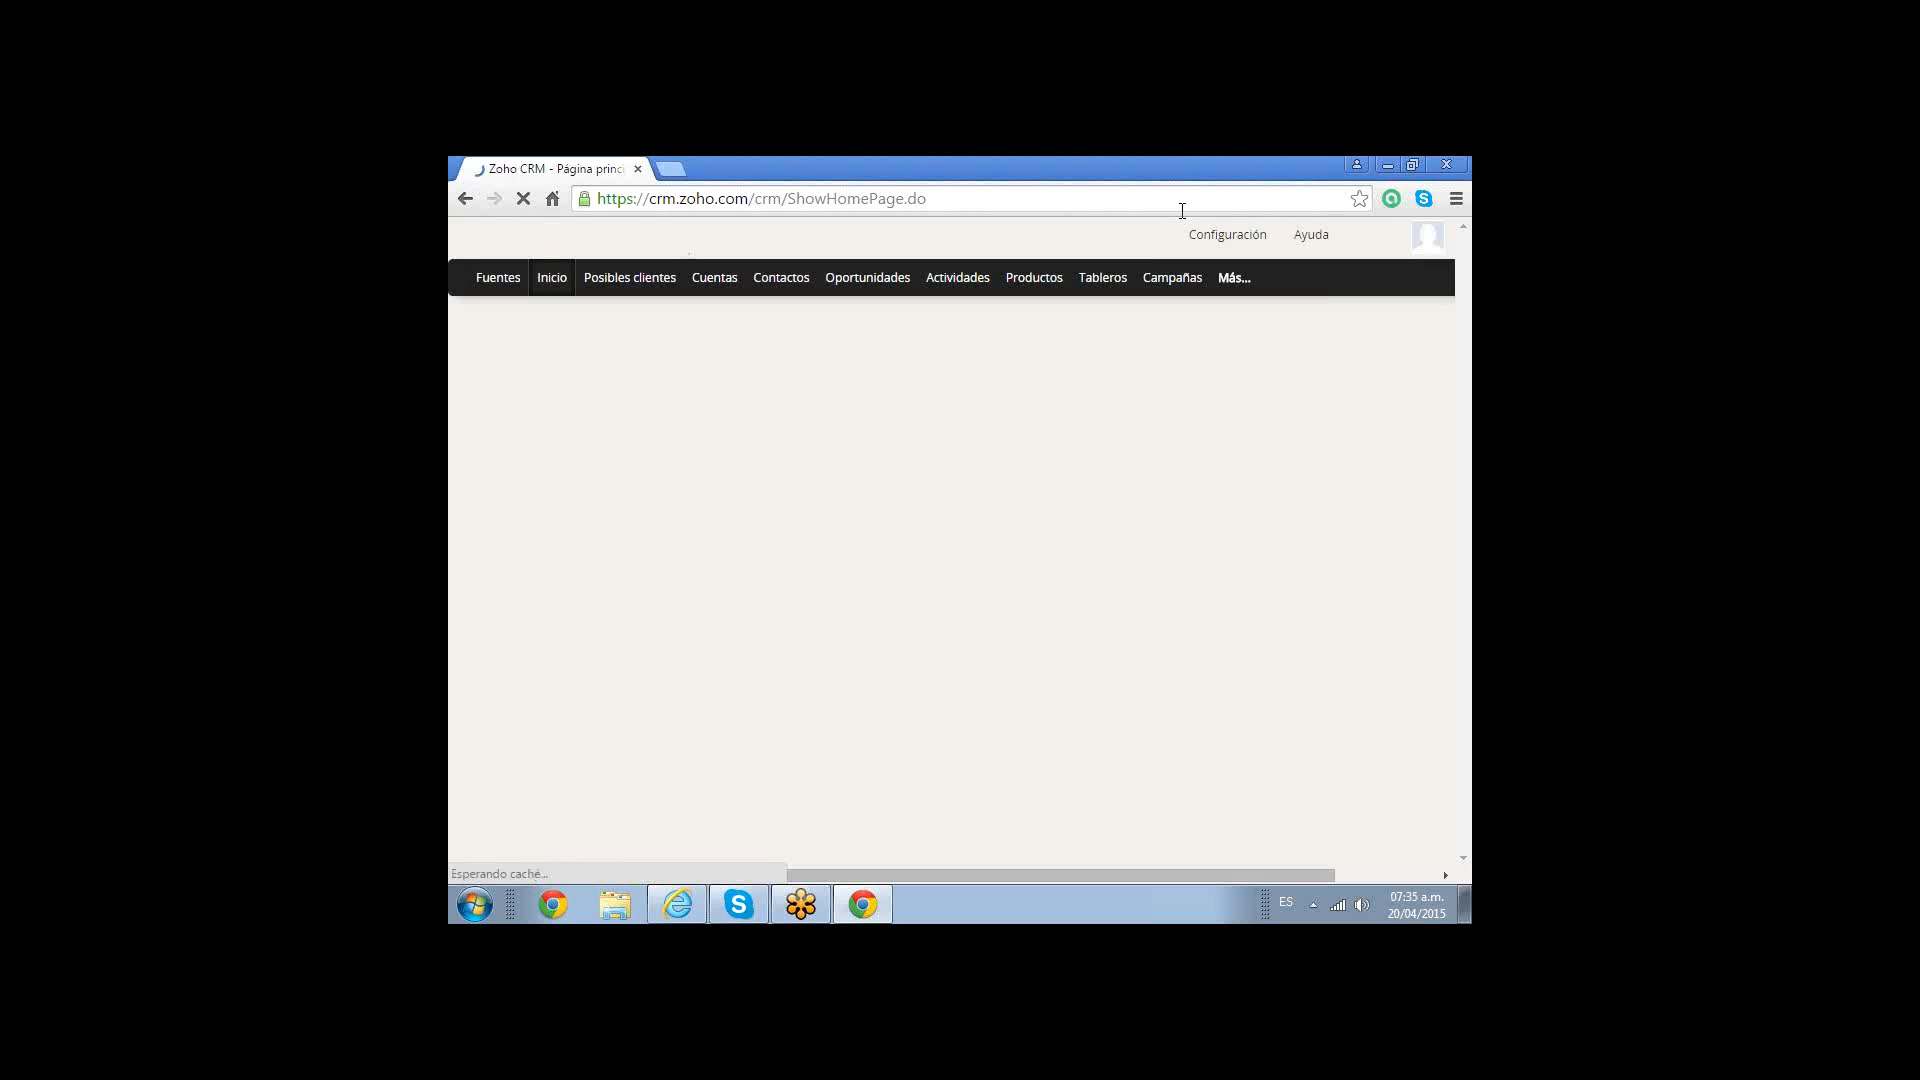 Zoho CRM - Página princ
https://crm.zoho.com/crm/ShowHomePage.do
Configuración Ayuda
Fuentes Inicio Posibles clientes Cuentas Contactos Oportunidades Actividades Productos Tableros Campañas Más...
Esperando caché...
ES
07:35 a.m.
20/04/2015